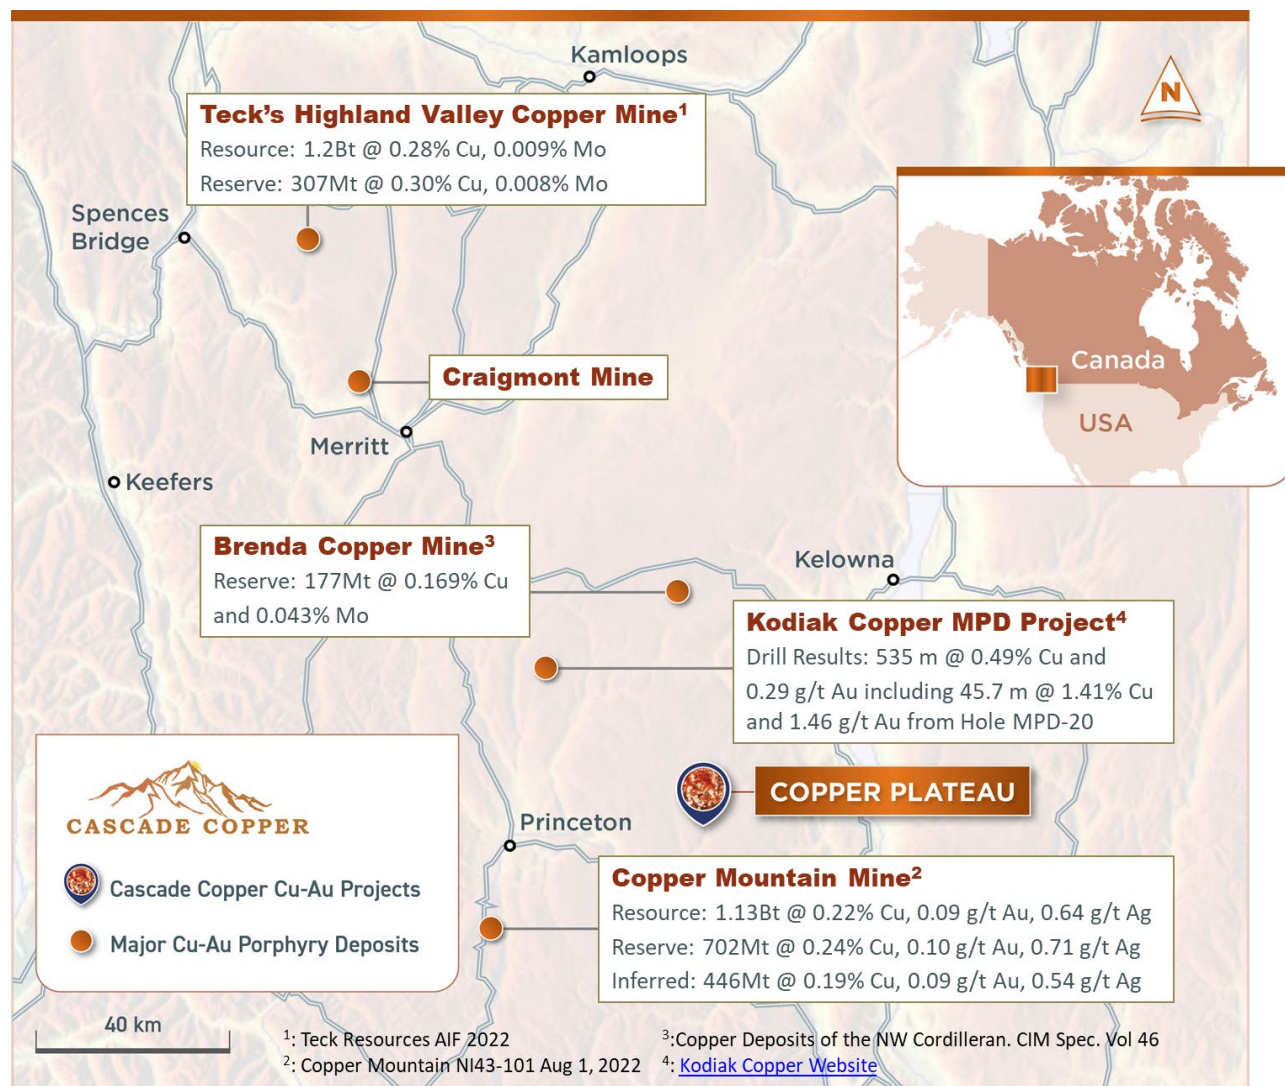 Kamloops
N
Teck's Highland Valley Copper Mine¹
Resource: 1.2Bt @ 0.28% Cu, 0.009% Mo
Reserve: 307Mt @ 0.30% Cu, 0.008% Mo
Spences
Bridge
Canada
USA
Craigmont Mine
Merritt
Keefers
Brenda Copper Mine³
Reserve: 177Mt @ 0.169% Cu
and 0.043% Mo
Kelowna
Kodiak Copper MPD Project⁴
Drill Results: 535 m @ 0.49% Cu and
0.29 g/t Au including 45.7 m @ 1.41% Cu
and 1.46 g/t Au from Hole MPD-20
COPPER PLATEAU
Princeton
Copper Mountain Mine²
Resource: 1.13Bt @ 0.22% Cu, 0.09 g/t Au, 0.64 g/t Ag
Reserve: 702Mt @ 0.24% Cu, 0.10 g/t Au, 0.71 g/t Ag
Inferred: 446Mt @ 0.19% Cu, 0.09 g/t Au, 0.54 g/t Ag
CASCADE COPPER
Cascade Copper Cu-Au Projects
Major Cu-Au Porphyry Deposits
40 km
¹: Teck Resources AIF 2022
²: Copper Mountain NI43-101 Aug 1, 2022
³:Copper Deposits of the NW Cordilleran. CIM Spec. Vol 46
⁴: Kodiak Copper Website